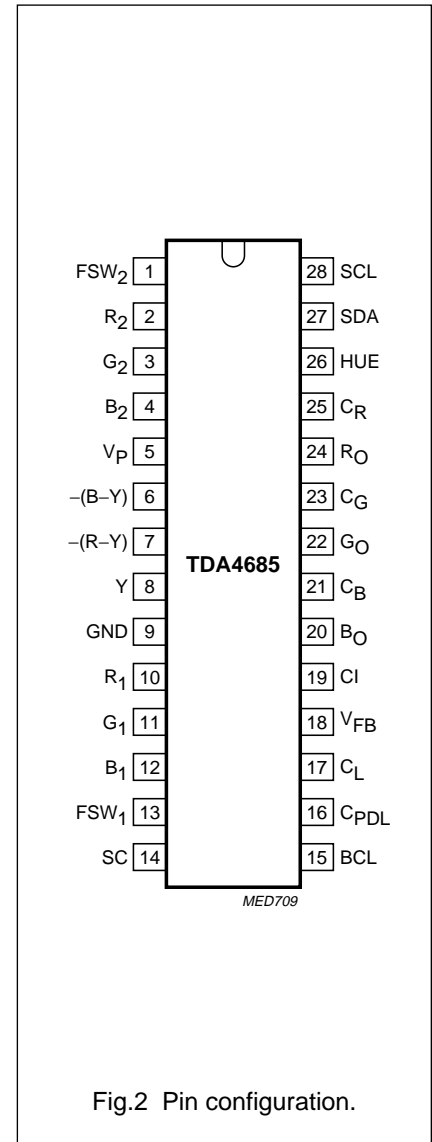 FSW2 1 28 SCL
R2 2 27 SDA
G2 3 26 HUE
B2 4 25 CR
VP 5 24 RO
−(B−Y) 6 23 CG
−(R−Y) 7 22 GO
TDA4685
Y 8 21 CB
GND 9 20 BO
R1 10 19 CI
G1 11 18 VFB
B1 12 17 CL
FSW1 13 16 CPDL
SC 14 15 BCL
MED709
Fig.2 Pin configuration.